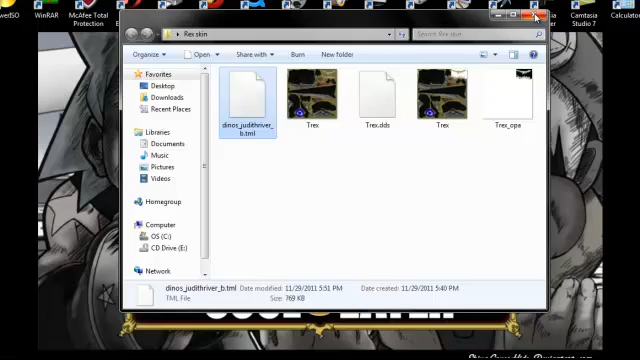 WinRAR
McAfee Total
Protection
Camtasia
Studio 7
Calculator
Rex skin
Search Rex skin
Organize
Open
Share with
Burn
New folder
Favorites
Desktop
Downloads
Recent Places
Libraries
Documents
Music
Pictures
Videos
Homegroup
Computer
OS (C:)
CD Drive (E:)
Network
dinos_judithriver_
b.tml
Trex
Trex.dds
Trex
Trex_opa
dinos_judithriver_b.tml Date modified: 11/29/2011 5:51 PM Date created: 11/29/2011 5:40 PM
TML File Size: 769 KB